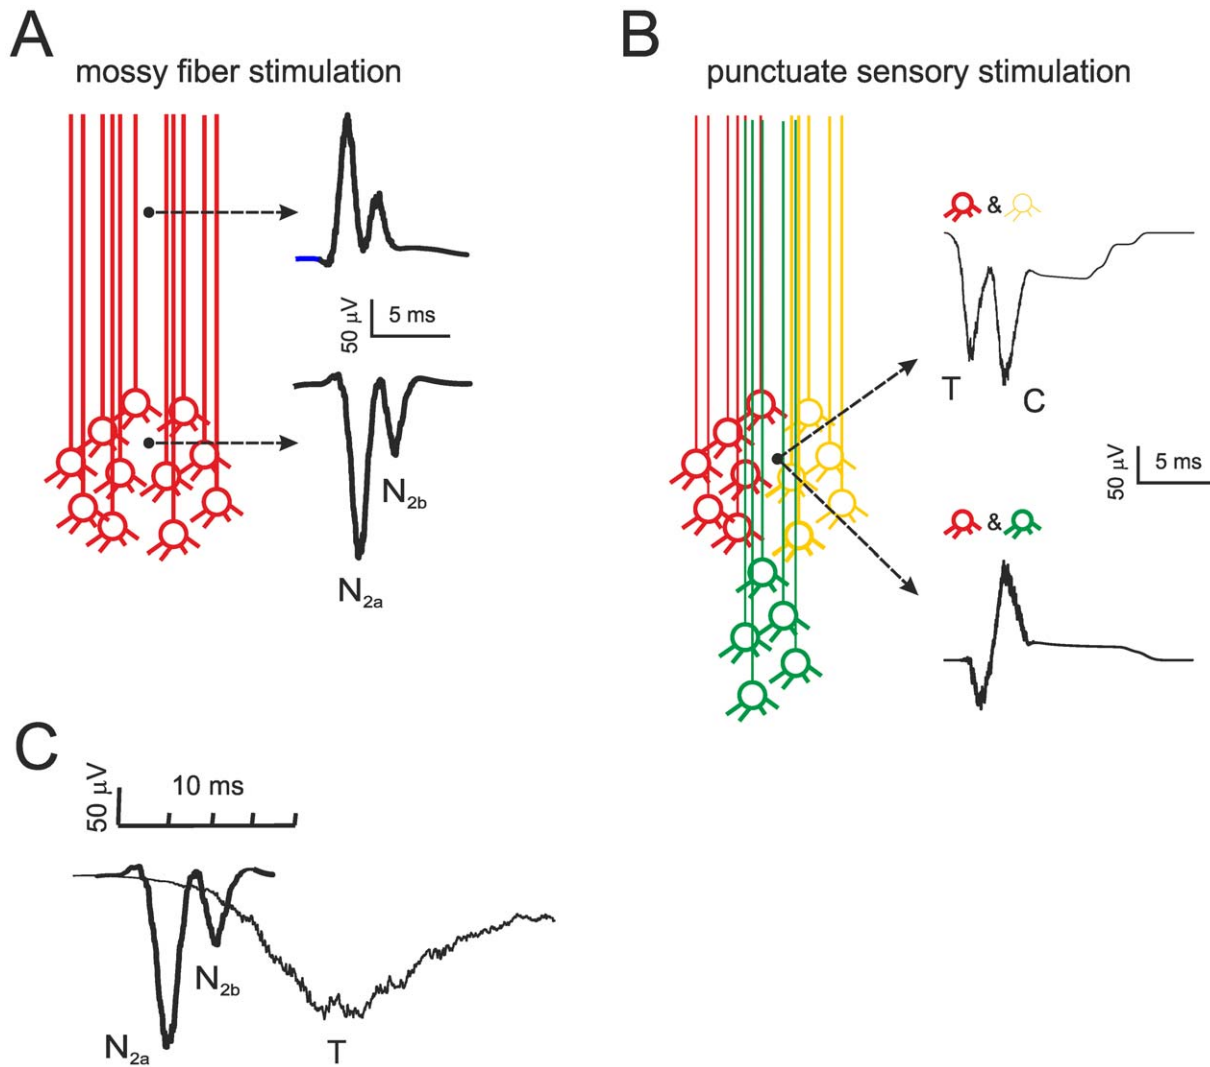 A
mossy fiber stimulation
50 μV
5 ms
N2b
N2a
B
punctuate sensory stimulation
&
T
C
50 μV
5 ms
&
C
50 μV
10 ms
N2b
N2a
T